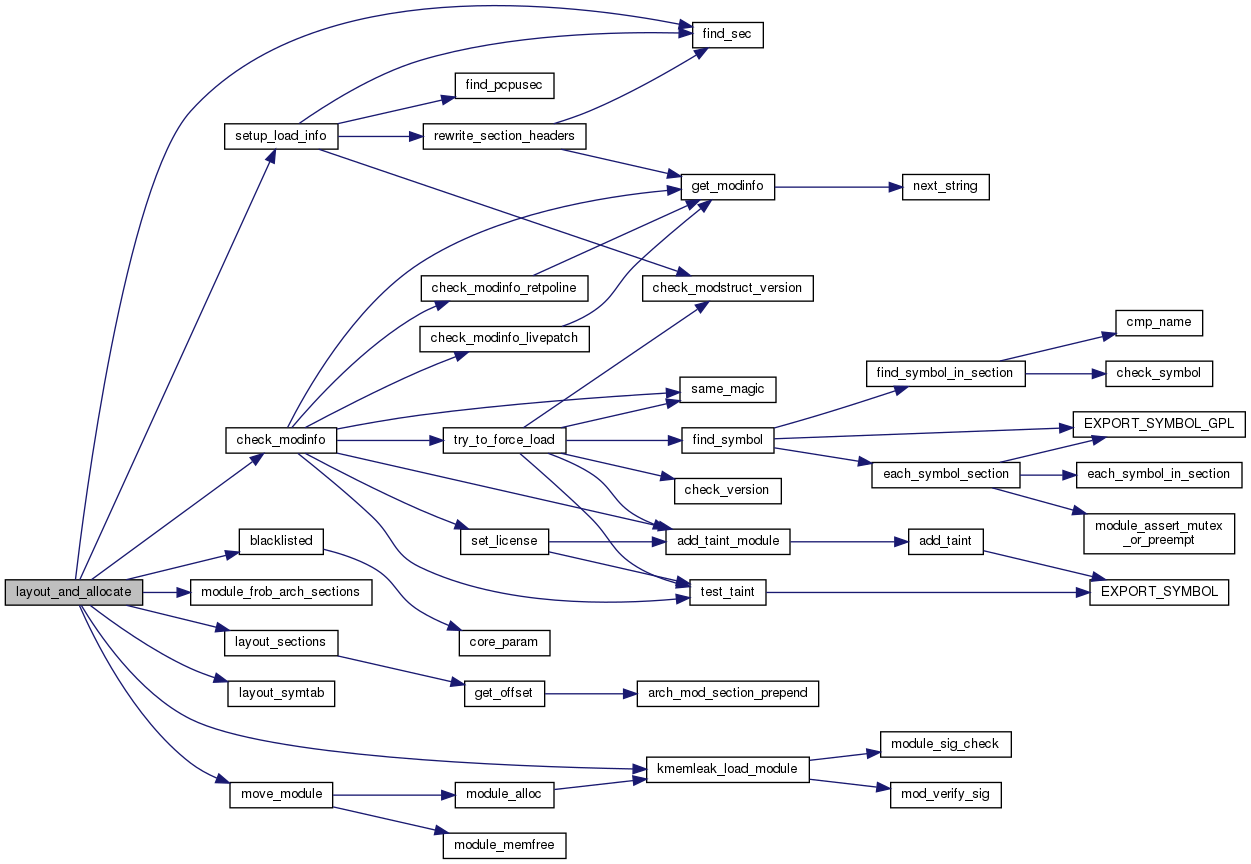 find_sec
find_pcpusec
setup_load_info
rewrite_section_headers
get_modinfo
next_string
check_modinfo_retpoline
check_modstruct_version
cmp_name
check_modinfo_livepatch
find_symbol_in_section
check_symbol
same_magic
EXPORT_SYMBOL_GPL
check_modinfo
try_to_force_load
find_symbol
each_symbol_section
each_symbol_in_section
check_version
module_assert_mutex
_or_preempt
blacklisted
set_license
add_taint_module
add_taint
layout_and_allocate
module_frob_arch_sections
test_taint
EXPORT_SYMBOL
layout_sections
core_param
layout_symtab
get_offset
arch_mod_section_prepend
module_sig_check
kmemleak_load_module
move_module
module_alloc
mod_verify_sig
module_memfree